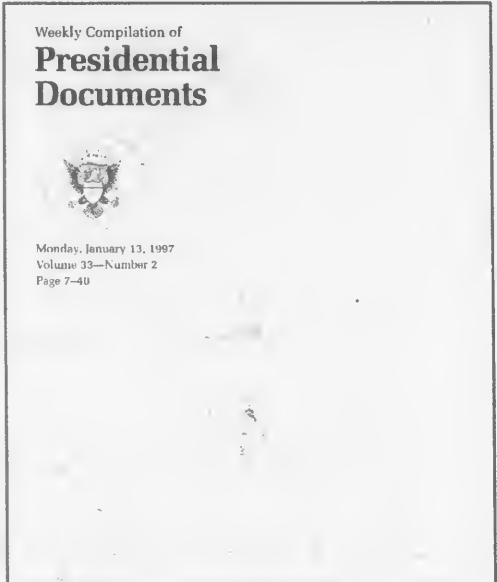 Weekly Compilation of
Presidential
Documents
Monday, January 13, 1997
Volume 33—Number 2
Page 7–40